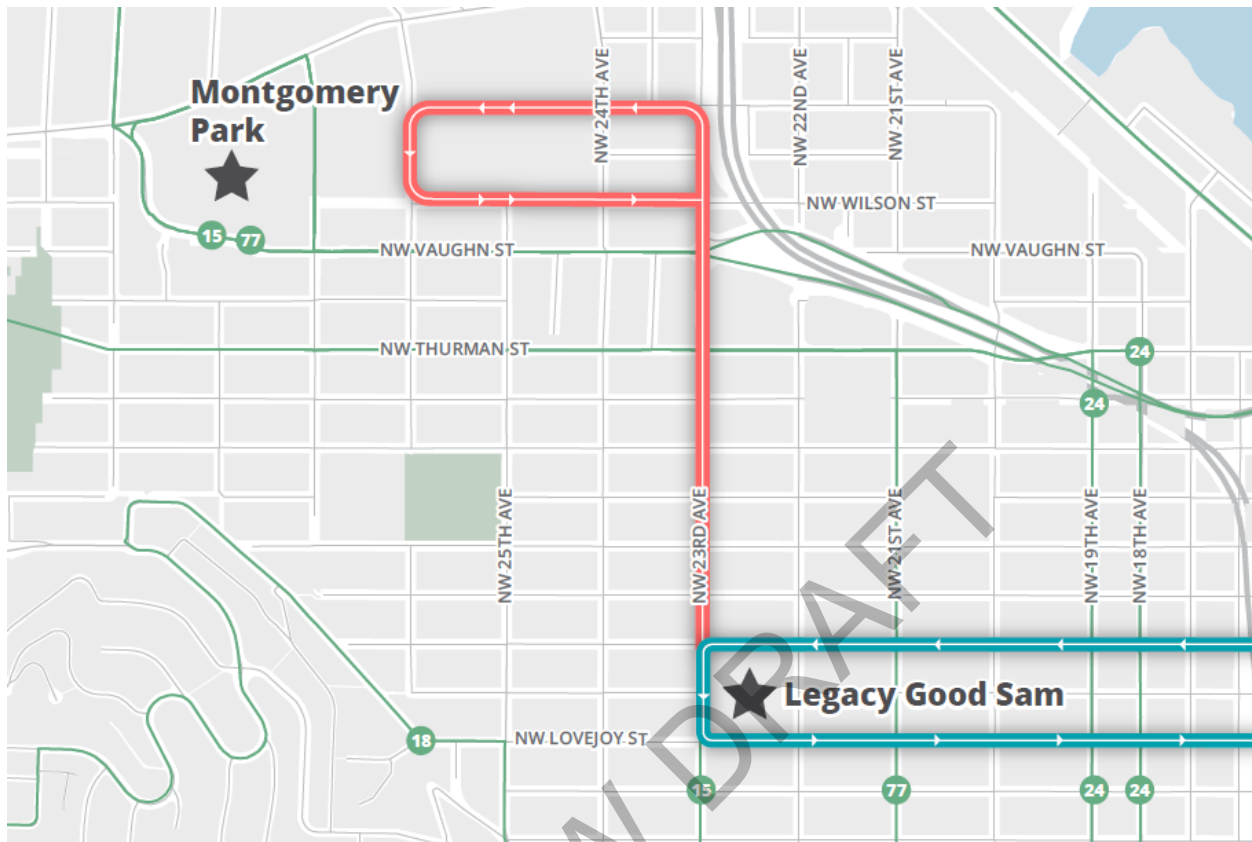 Montgomery
Park
NW 24TH AVE
NW 22ND AVE
NW 21ST AVE
NW WILSON ST
15
77
NW VAUGHN ST
NW VAUGHN ST
NW THURMAN ST
24
24
NW 25TH AVE
NW 23RD AVE
NW 21ST AVE
NW 19TH AVE
NW 18TH AVE
Legacy Good Sam
18
NW LOVEJOY ST
15
77
24
24
DRAFT